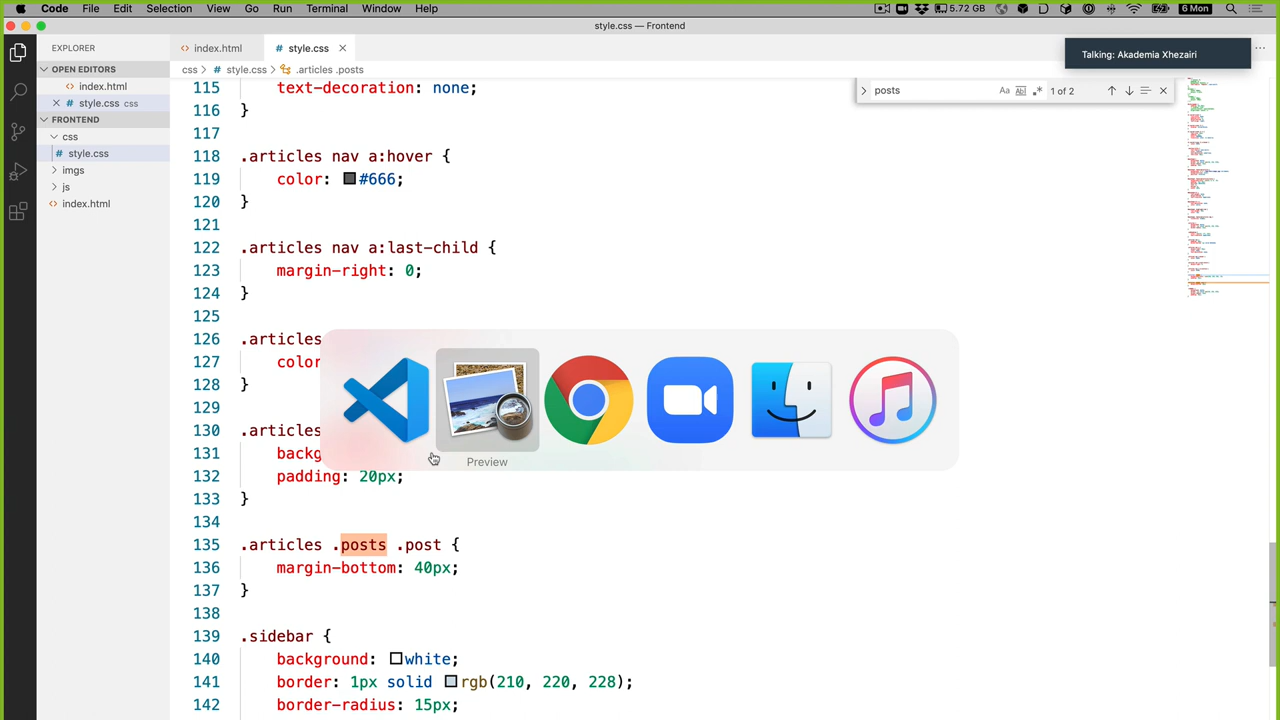 Code File Edit Selection View Go Run Terminal Window Help 5.72 GB 6 Mon
style.css — Frontend
EXPLORER
index.html
style.css
Talking: Akademia Xhezairi
OPEN EDITORS
index.html
style.css css
FRONTEND
css
style.css
imgs
js
index.html
css > # style.css > .articles .posts
posts Aa Abl .* 1 of 2
115 text-decoration: none;
116 }
117
118 .articles nav a:hover {
119 color: #666;
120 }
121
122 .articles nav a:last-child {
123 margin-right: 0;
124 }
125
126 .articles
127 color
128 }
129
130 .articles
131 backg
132 padding: 20px;
133 }
134
135 .articles .posts .post {
136 margin-bottom: 40px;
137 }
138
139 .sidebar {
140 background: white;
141 border: 1px solid rgb(210, 220, 228);
142 border-radius: 15px;
Preview